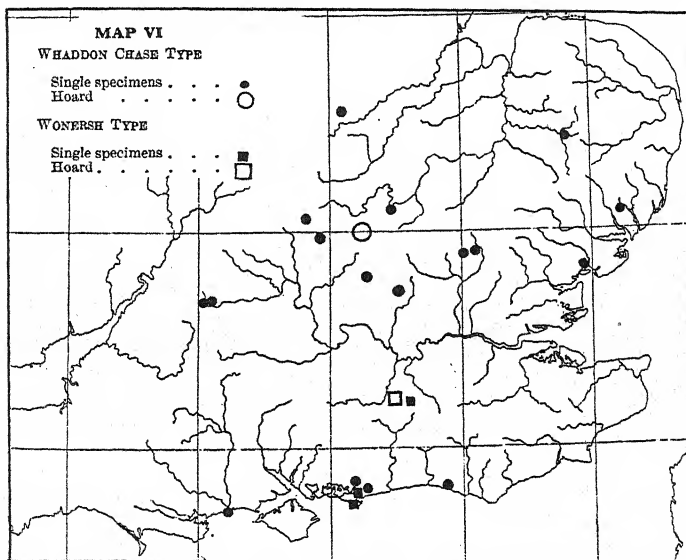 MAP VI
WHADDON CHASE TYPE
Single specimens . . . .
Hoard . . . . . .
WONERSH TYPE
Single specimens . . . .
Hoard . . . . . . .